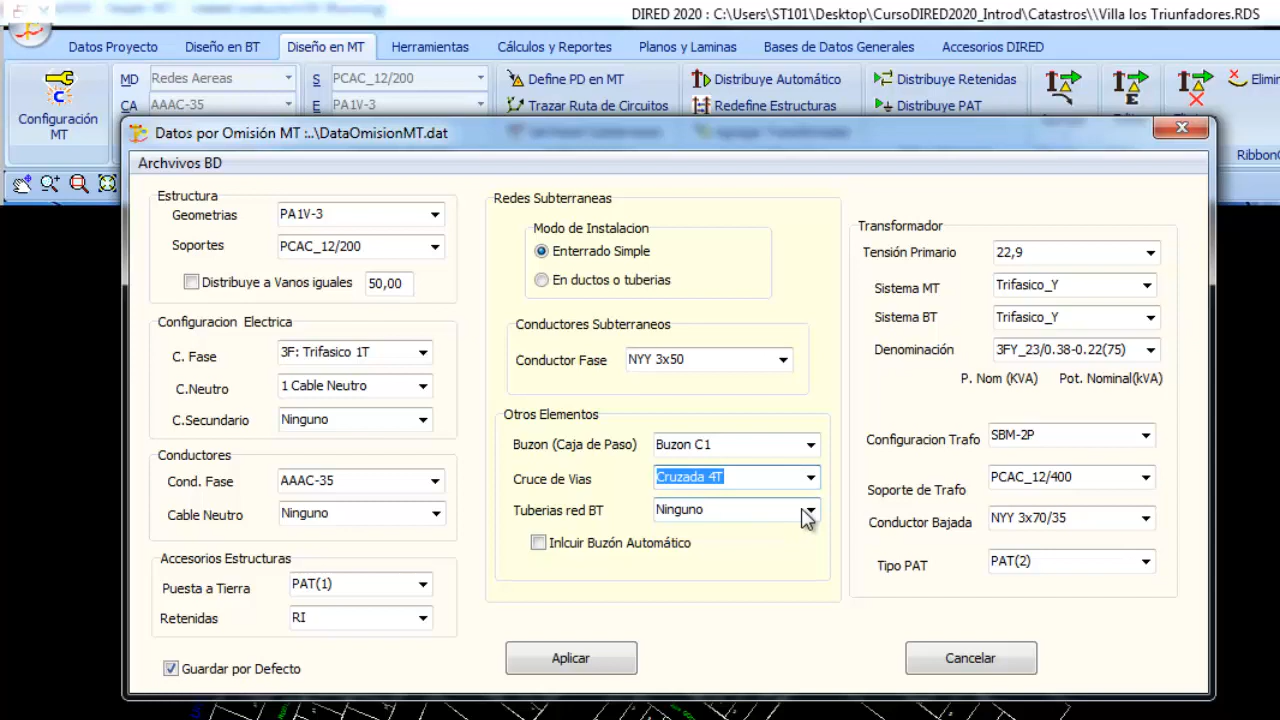 DIRED 2020 : C:\Users\ST101\Desktop\CursoDIRED2020_Introd\Catastros\\Villa los Triunfadores.RDS
Datos Proyecto Diseño en BT Diseño en MT Herramientas Cálculos y Reportes Planos y Laminas Bases de Datos Generales Accesorios DIRED
MD Redes Aereas S PCAC_12/200 Define PD en MT Distribuye Automático Distribuye Retenidas Elimin
Configuración MT
CA AAAC-35 E PA1V-3 Trazar Ruta de Circuitos Redefine Estructuras Distribuye PAT
E
RibbonC
Datos por Omisión MT :..\DataOmisionMT.dat
Archvivos BD
Estructura
Geometrias PA1V-3
Soportes PCAC_12/200
Distribuye a Vanos iguales 50,00
Configuracion Electrica
C. Fase 3F: Trifasico 1T
C.Neutro 1 Cable Neutro
C.Secundario Ninguno
Conductores
Cond. Fase AAAC-35
Cable Neutro Ninguno
Accesorios Estructuras
Puesta a Tierra PAT(1)
Retenidas RI
Guardar por Defecto
Redes Subterraneas
Modo de Instalacion
Enterrado Simple
En ductos o tuberias
Conductores Subterraneos
Conductor Fase NYY 3x50
Otros Elementos
Buzon (Caja de Paso) Buzon C1
Cruce de Vias Cruzada 4T
Tuberias red BT Ninguno
Inlcuir Buzón Automático
Aplicar
Transformador
Tensión Primario 22,9
Sistema MT Trifasico_Y
Sistema BT Trifasico_Y
Denominación 3FY_23/0.38-0.22(75)
P. Nom (KVA) Pot. Nominal(kVA)
Configuracion Trafo SBM-2P
Soporte de Trafo PCAC_12/400
Conductor Bajada NYY 3x70/35
Tipo PAT PAT(2)
Cancelar